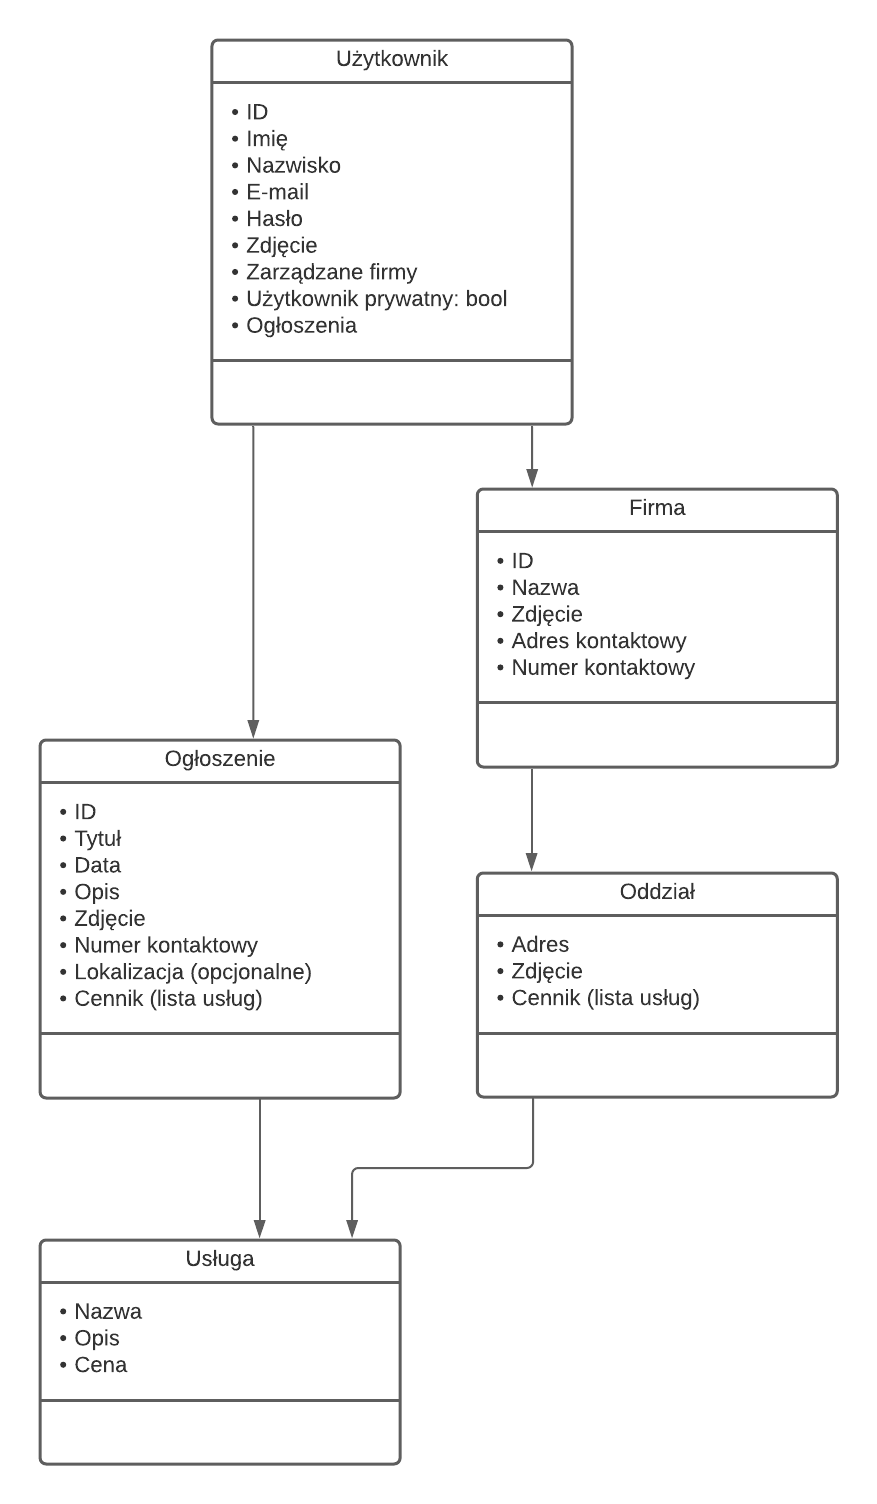 Użytkownik
• ID
• Imię
• Nazwisko
• E-mail
• Hasło
• Zdjęcie
• Zarządzane firmy
• Użytkownik prywatny: bool
• Ogłoszenia
Firma
• ID
• Nazwa
• Zdjęcie
• Adres kontaktowy
• Numer kontaktowy
Ogłoszenie
• ID
• Tytuł
• Data
• Opis
• Zdjęcie
• Numer kontaktowy
• Lokalizacja (opcjonalne)
• Cennik (lista usług)
Oddział
• Adres
• Zdjęcie
• Cennik (lista usług)
Usługa
• Nazwa
• Opis
• Cena